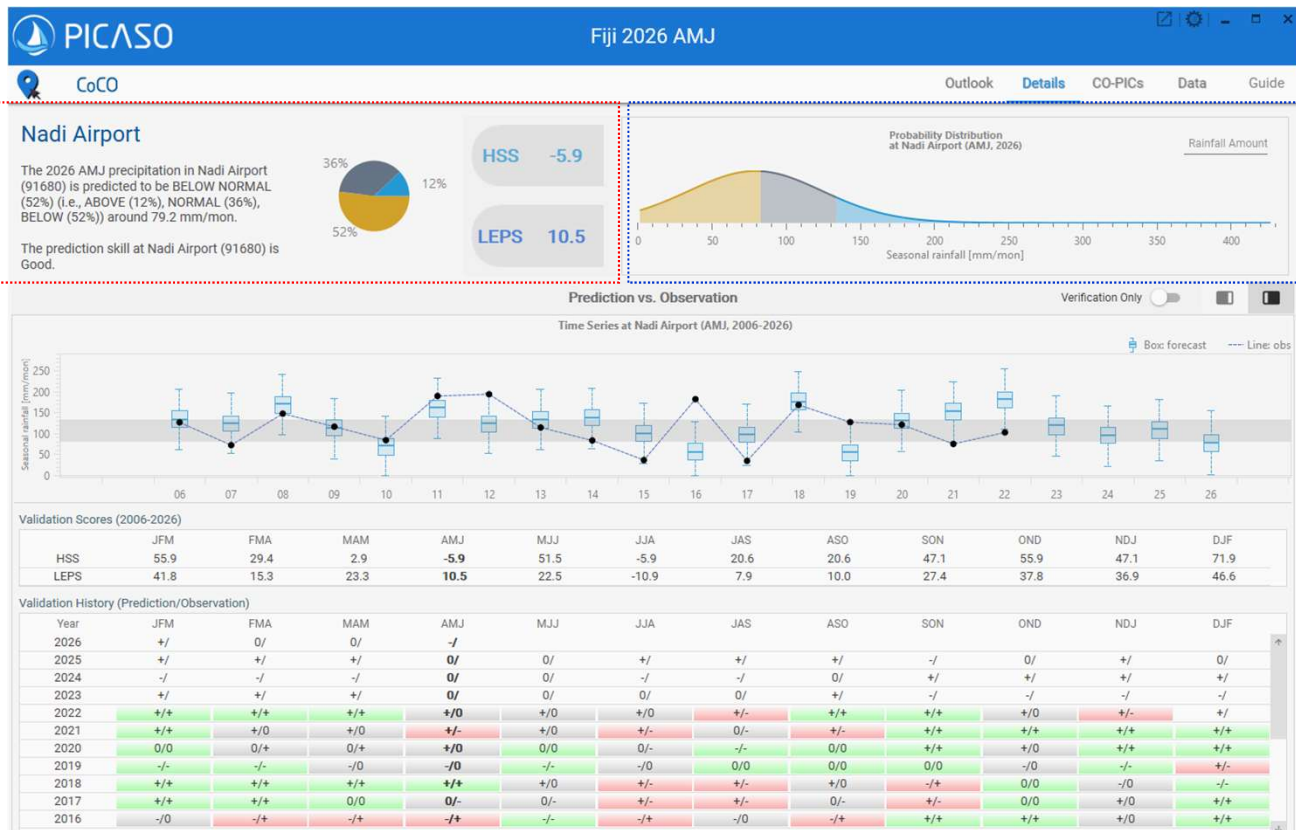 PICASO
Fiji 2026 AMJ
CoCO
Outlook Details CO-PICs Data Guide
Nadi Airport
The 2026 AMJ precipitation in Nadi Airport
(91680) is predicted to be BELOW NORMAL
(52%) (i.e., ABOVE (12%), NORMAL (36%),
BELOW (52%)) around 79.2 mm/mon.
The prediction skill at Nadi Airport (91680) is
Good.
36%
12%
52%
HSS -5.9
LEPS 10.5
Probability Distribution
at Nadi Airport (AMJ, 2026)
Rainfall Amount
0 50 100 150 200 250 300 350 400
Seasonal rainfall [mm/mon]
Prediction vs. Observation
Verification Only
Time Series at Nadi Airport (AMJ, 2006-2026)
Box: forecast Line: obs
Seasonal rainfall [mm/mon]
250
200
150
100
50
0
06 07 08 09 10 11 12 13 14 15 16 17 18 19 20 21 22 23 24 25 26
Validation Scores (2006-2026)
JFM FMA MAM AMJ MJJ JJA JAS ASO SON OND NDJ DJF
HSS 55.9 29.4 2.9 -5.9 51.5 -5.9 20.6 20.6 47.1 55.9 47.1 71.9
LEPS 41.8 15.3 23.3 10.5 22.5 -10.9 7.9 10.0 27.4 37.8 36.9 46.6
Validation History (Prediction/Observation)
Year JFM FMA MAM AMJ MJJ JJA JAS ASO SON OND NDJ DJF
2026 +/ 0/ 0/ -/
2025 +/ +/ +/ 0/ 0/ +/ +/ +/ -/ 0/ +/ 0/
2024 -/ -/ -/ 0/ 0/ -/ -/ 0/ +/ +/ +/ +/
2023 +/ +/ +/ 0/ 0/ 0/ 0/ +/ -/ -/ -/ -/
2022 +/+ +/+ +/+ +/0 +/0 +/0 +/- +/+ +/+ +/0 +/- +/
2021 +/+ +/0 +/0 +/- +/0 +/- 0/- +/- +/+ +/+ +/+ +/+
2020 0/0 0/+ 0/+ +/0 0/0 0/- -/- 0/0 +/+ +/0 +/+ +/+
2019 -/- -/- -/0 -/0 -/- -/0 0/0 0/0 0/0 -/0 -/- +/-
2018 +/+ +/+ +/+ +/+ +/0 +/- +/- +/0 -/+ 0/0 -/0 -/-
2017 +/+ +/+ 0/0 0/- 0/- +/- +/- 0/- +/- 0/0 +/0 +/+
2016 -/0 -/+ -/+ -/+ -/- -/+ -/0 -/+ +/+ +/+ +/0 +/+